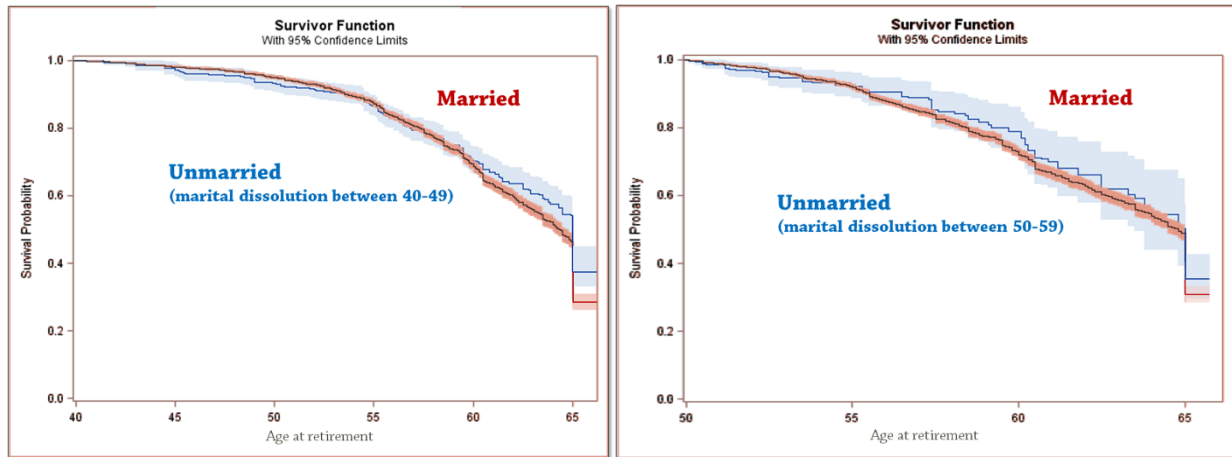 Survivor Function
With 95% Confidence Limits
Survival Probability
1.0
0.8
0.6
0.4
0.2
0.0
Married
Unmarried
(marital dissolution between 40-49)
40
45
50
55
60
65
Age at retirement
Survivor Function
With 95% Confidence Limits
Survival Probability
1.0
0.8
0.6
0.4
0.2
0.0
Married
Unmarried
(marital dissolution between 50-59)
50
55
60
65
Age at retirement